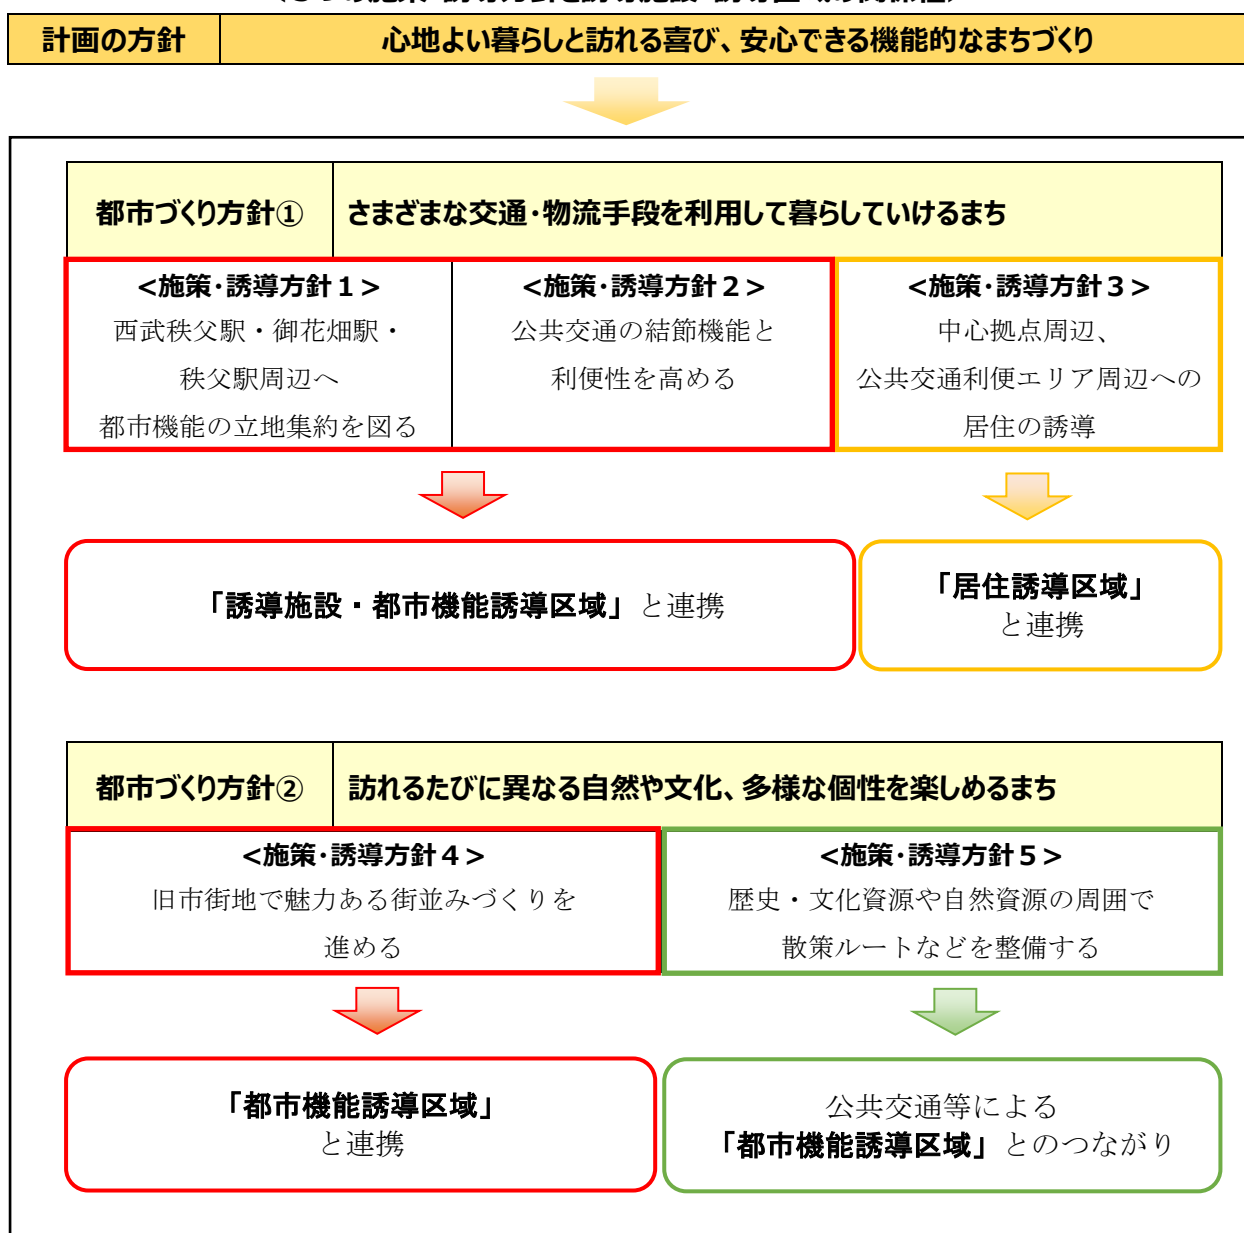 計画の方針
心地よい暮らしと訪れる喜び、安心できる機能的なまちづくり
都市づくり方針①
さまざまな交通・物流手段を利用して暮らしていけるまち
<施策・誘導方針１>
西武秩父駅・御花畑駅・
秩父駅周辺へ
都市機能の立地集約を図る
<施策・誘導方針２>
公共交通の結節機能と
利便性を高める
<施策・誘導方針３>
中心拠点周辺、
公共交通利便エリア周辺への
居住の誘導
「誘導施設・都市機能誘導区域」と連携
「居住誘導区域」
と連携
都市づくり方針②
訪れるたびに異なる自然や文化、多様な個性を楽しめるまち
<施策・誘導方針４>
旧市街地で魅力ある街並みづくりを
進める
<施策・誘導方針５>
歴史・文化資源や自然資源の周囲で
散策ルートなどを整備する
「都市機能誘導区域」
と連携
公共交通等による
「都市機能誘導区域」とのつながり